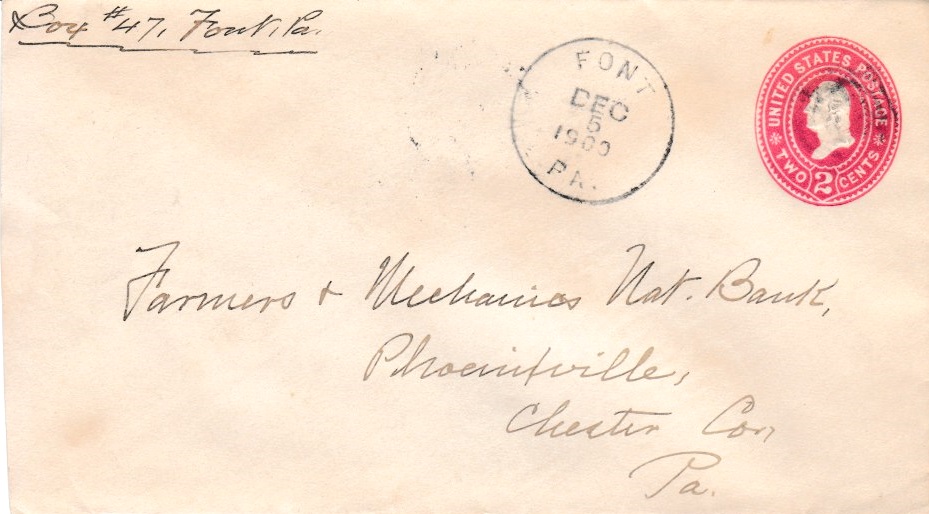 Box #47, Font, Pa.
FONT
DEC
5
1900
PA.
UNITED STATES POSTAGE
TWO 2 CENTS
Farmers & Mechanics Nat. Bank,
Phoenixville,
Chester Co.,
Pa.